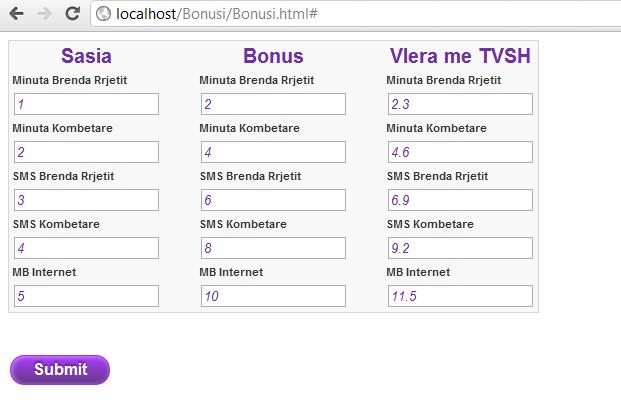 localhost/Bonusi/Bonusi.html#
Sasia Bonus Vlera me TVSH
Minuta Brenda Rrjetit Minuta Brenda Rrjetit Minuta Brenda Rrjetit
1 2 2.3
Minuta Kombetare Minuta Kombetare Minuta Kombetare
2 4 4.6
SMS Brenda Rrjetit SMS Brenda Rrjetit SMS Brenda Rrjetit
3 6 6.9
SMS Kombetare SMS Kombetare SMS Kombetare
4 8 9.2
MB Internet MB Internet MB Internet
5 10 11.5
Submit